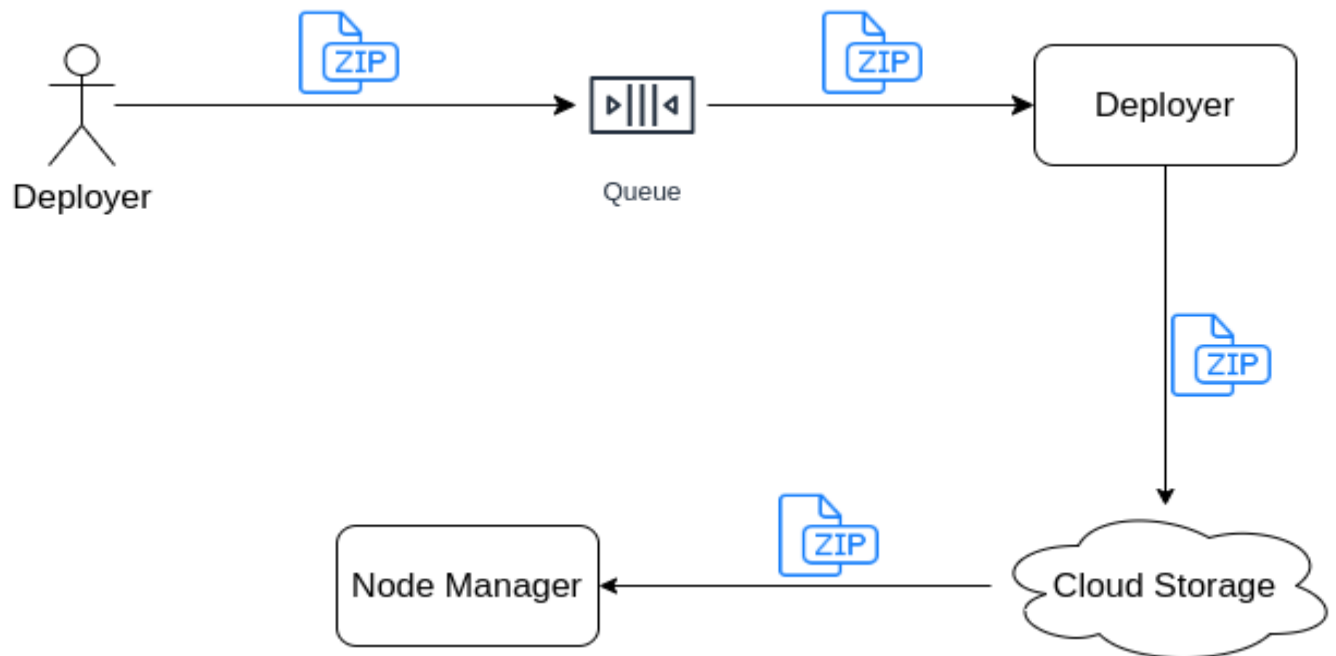 ZIP
ZIP
Deployer
Deployer
Queue
ZIP
ZIP
Node Manager
Cloud Storage